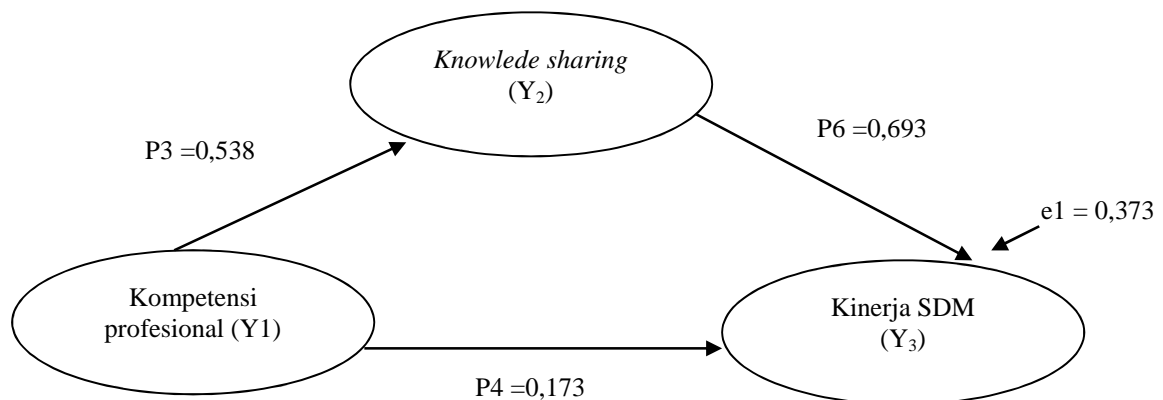 Knowlede sharing
(Y₂)
P6 =0,693
P3 =0,538
e1 = 0,373
Kompetensi
profesional (Y1)
Kinerja SDM
(Y₃)
P4 =0,173